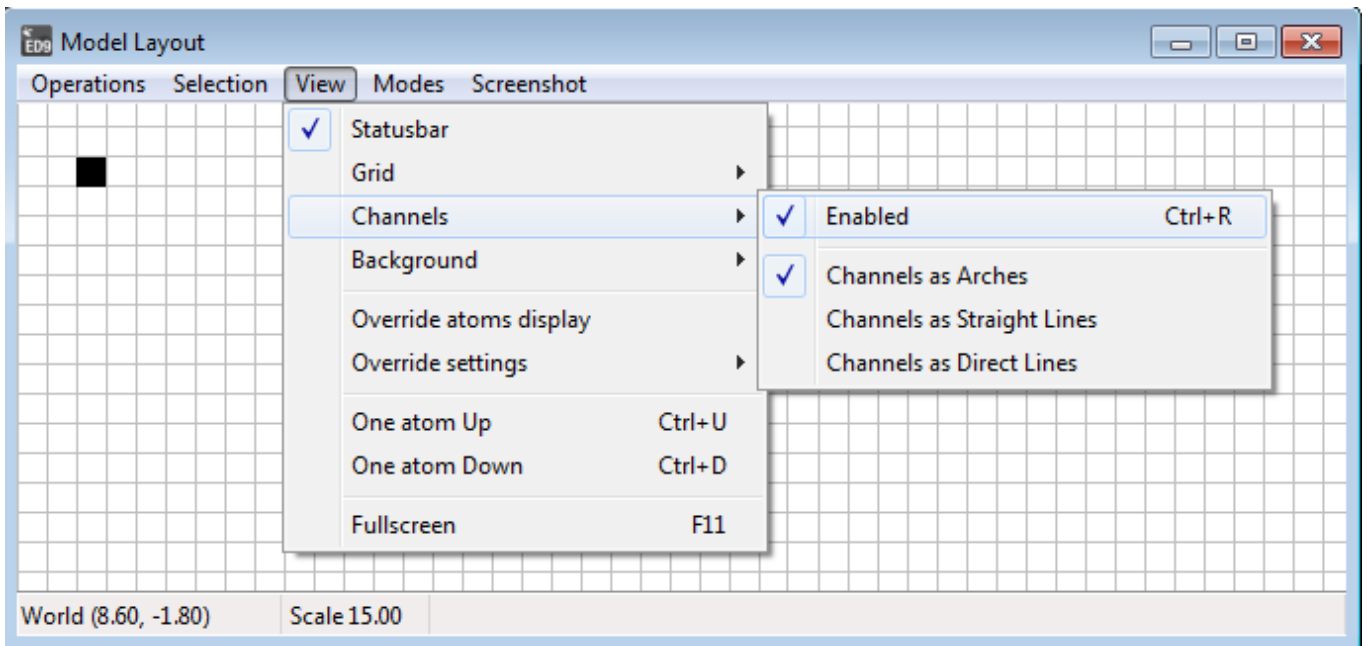 ED9 Model Layout
Operations Selection View Modes Screenshot
Statusbar
Grid
Channels
Background
Override atoms display
Override settings
One atom Up Ctrl+U
One atom Down Ctrl+D
Fullscreen F11
Enabled Ctrl+R
Channels as Arches
Channels as Straight Lines
Channels as Direct Lines
World (8.60, -1.80) Scale 15.00